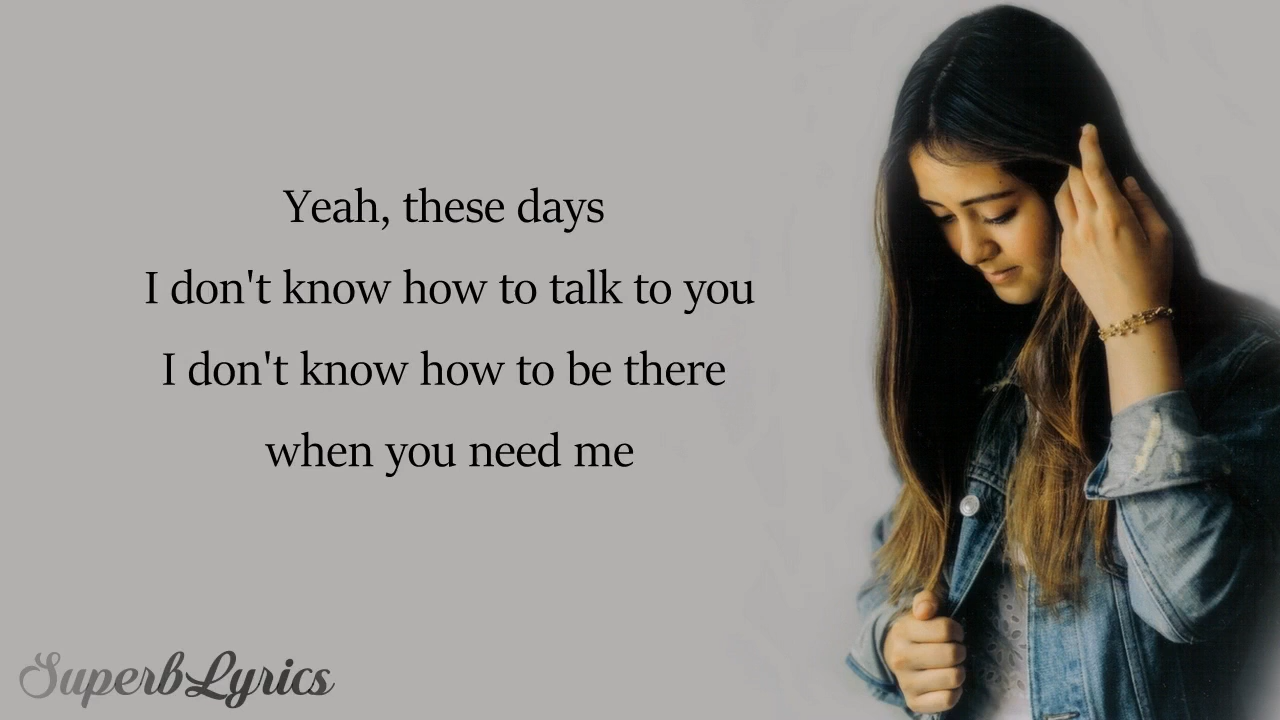 Yeah, these days
I don't know how to talk to you
I don't know how to be there
when you need me
SuperbLyrics